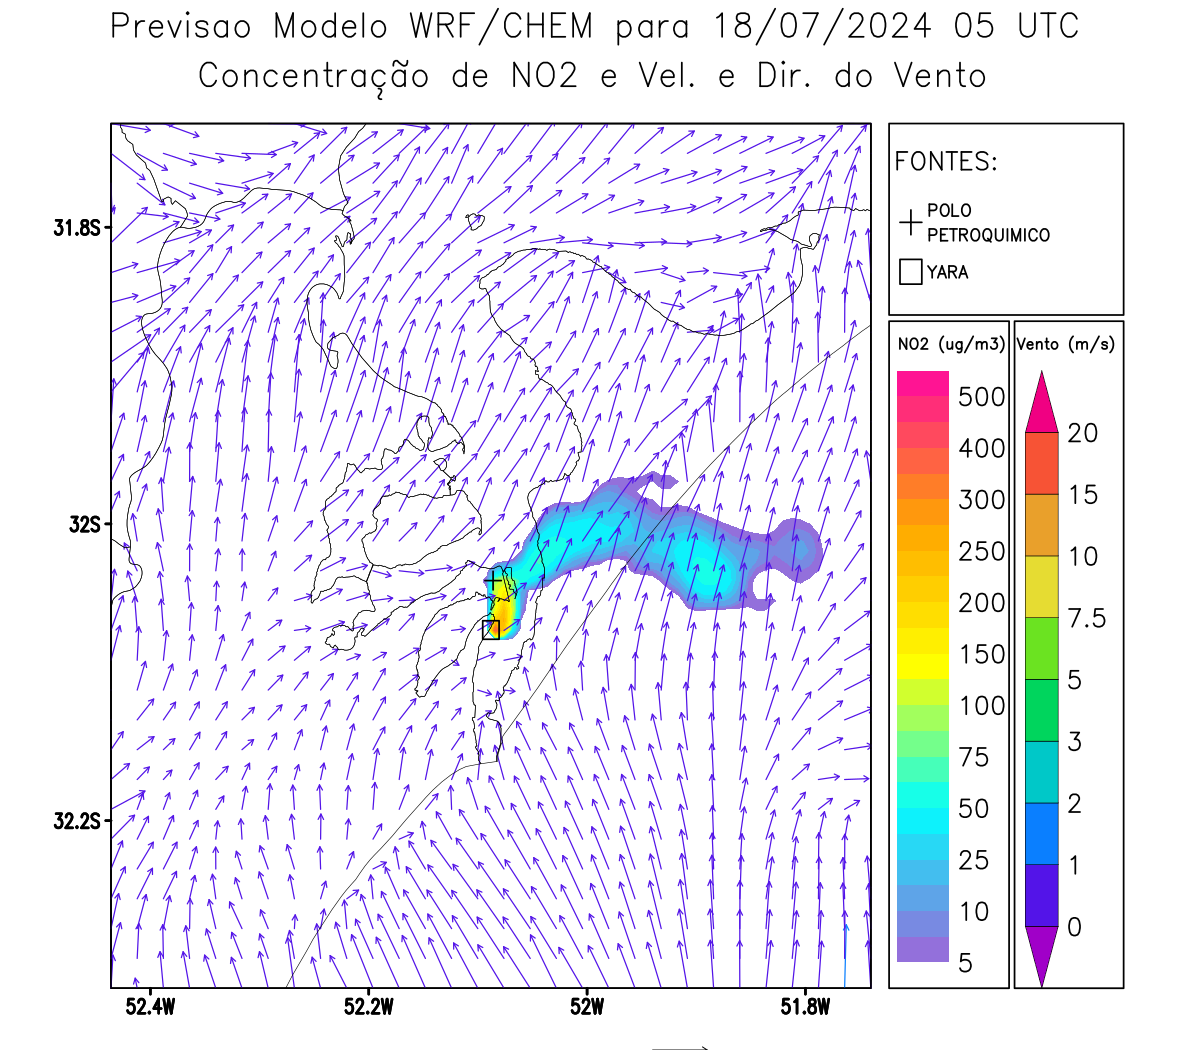 Previsao Modelo WRF/CHEM para 18/07/2024 05 UTC
Concentração de NO2 e Vel. e Dir. do Vento
FONTES:
POLO
PETROQUIMICO
YARA
NO2 (ug/m3)
500
400
300
250
200
150
100
75
50
25
10
5
Vento (m/s)
20
15
10
7.5
5
3
2
1
0
31.8S
32S
32.2S
52.4W
52.2W
52W
51.8W